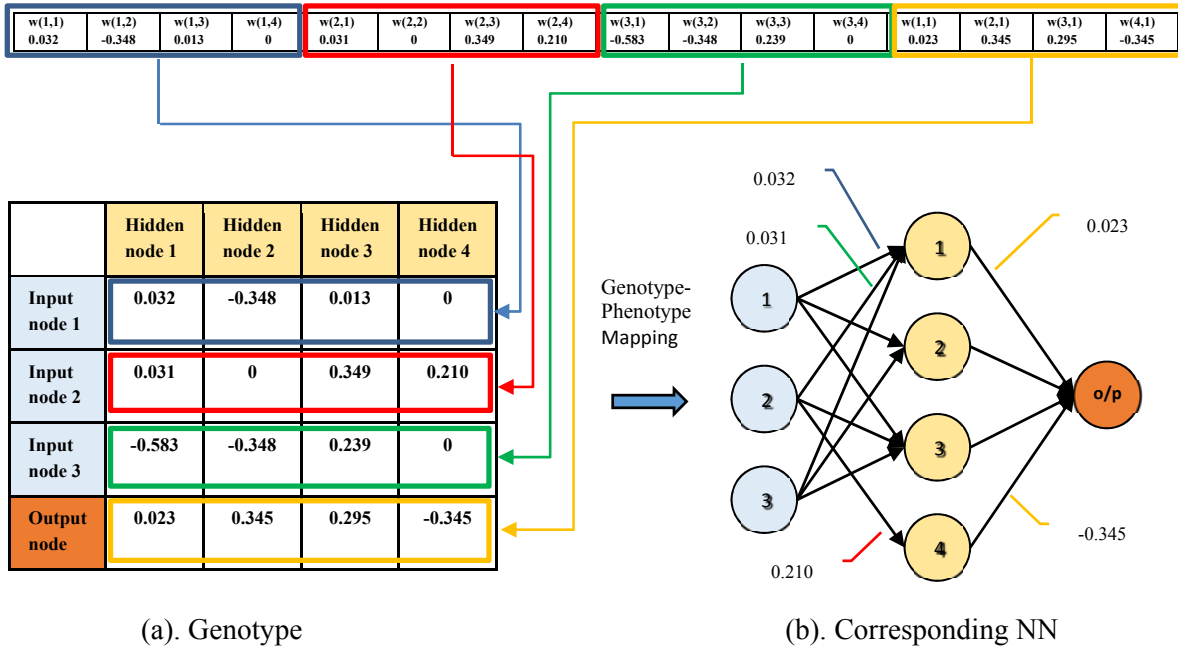 w(1,1) w(1,2) w(1,3) w(1,4) w(2,1) w(2,2) w(2,3) w(2,4) w(3,1) w(3,2) w(3,3) w(3,4) w(1,1) w(2,1) w(3,1) w(4,1)
0.032 -0.348 0.013 0 0.031 0 0.349 0.210 -0.583 -0.348 0.239 0 0.023 0.345 0.295 -0.345
Hidden Hidden Hidden Hidden
node 1 node 2 node 3 node 4
Input 0.032 -0.348 0.013 0
node 1
Input 0.031 0 0.349 0.210
node 2
Input -0.583 -0.348 0.239 0
node 3
Output 0.023 0.345 0.295 -0.345
node
Genotype-
Phenotype
Mapping
0.032
0.031
0.023
1
2
3
1
2
3
4
o/p
0.210
-0.345
(a). Genotype
(b). Corresponding NN